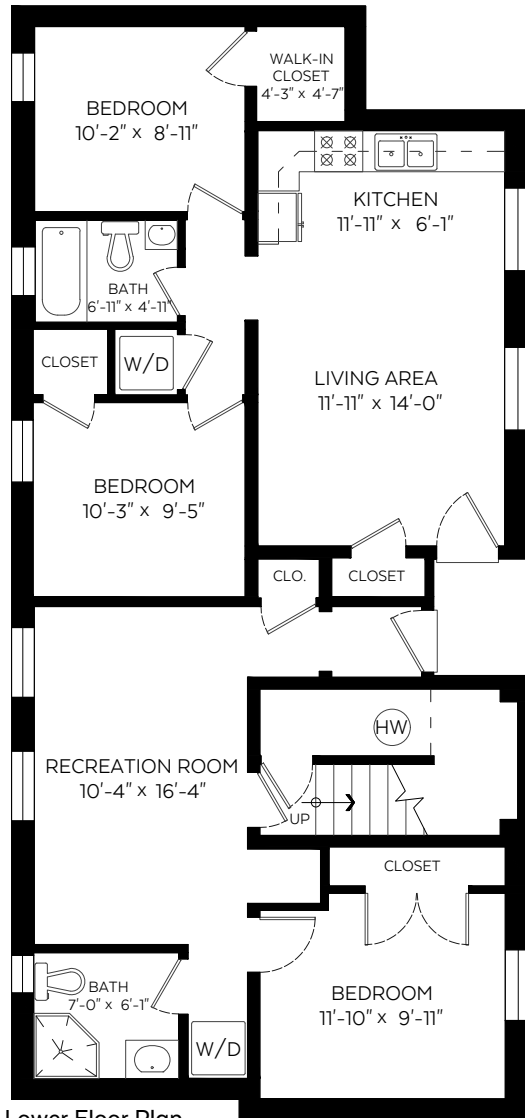 WALK-IN
CLOSET
4'-3" x 4'-7"
BEDROOM
10'-2" x 8'-11"
KITCHEN
11'-11" x 6'-1"
BATH
6'-11" x 4'-11"
CLOSET
W/D
LIVING AREA
11'-11" x 14'-0"
BEDROOM
10'-3" x 9'-5"
CLO.
CLOSET
HW
RECREATION ROOM
10'-4" x 16'-4"
UP
CLOSET
BATH
7'-0" x 6'-1"
BEDROOM
11'-10" x 9'-11"
W/D
Lower Floor Plan